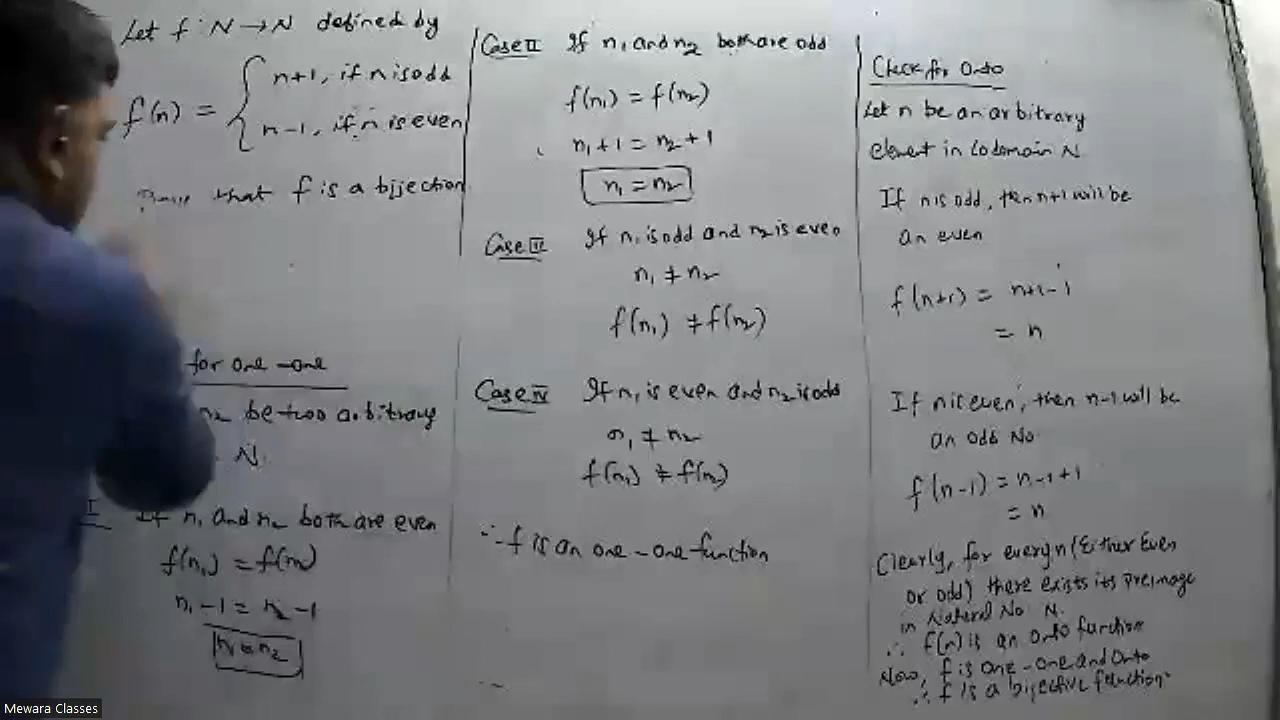 Let f : N → N defined by
f(n) = { n+1, if n is odd
n-1, if n is even
that f is a bijection
for one-one
n2 be two arbitrary
N.
I If n1 and n2 both are even
f(n1) = f(n2)
n1 - 1 = n2 - 1
n1 = n2
Case II If n1 and n2 both are odd
f(n1) = f(n2)
n1 + 1 = n2 + 1
n1 = n2
Case III If n1 is odd and n2 is even
n1 ≠ n2
f(n1) ≠ f(n2)
Case IV If n1 is even and n2 is odd
n1 ≠ n2
f(n1) ≠ f(n2)
∴ f is an one-one function
Check for onto
Let n be an arbitrary
element in Codomain N
If n is odd, then n+1 will be
an even
f(n+1) = n+1-1
= n
If n is even, then n-1 will be
an odd No
f(n-1) = n-1+1
= n
Clearly, for every n (Either Even
or odd) there exists its Preimage
in Natural No N.
∴ f(n) is an onto function
Now, f is one-one and onto
∴ f is a bijective function
Mewara Classes